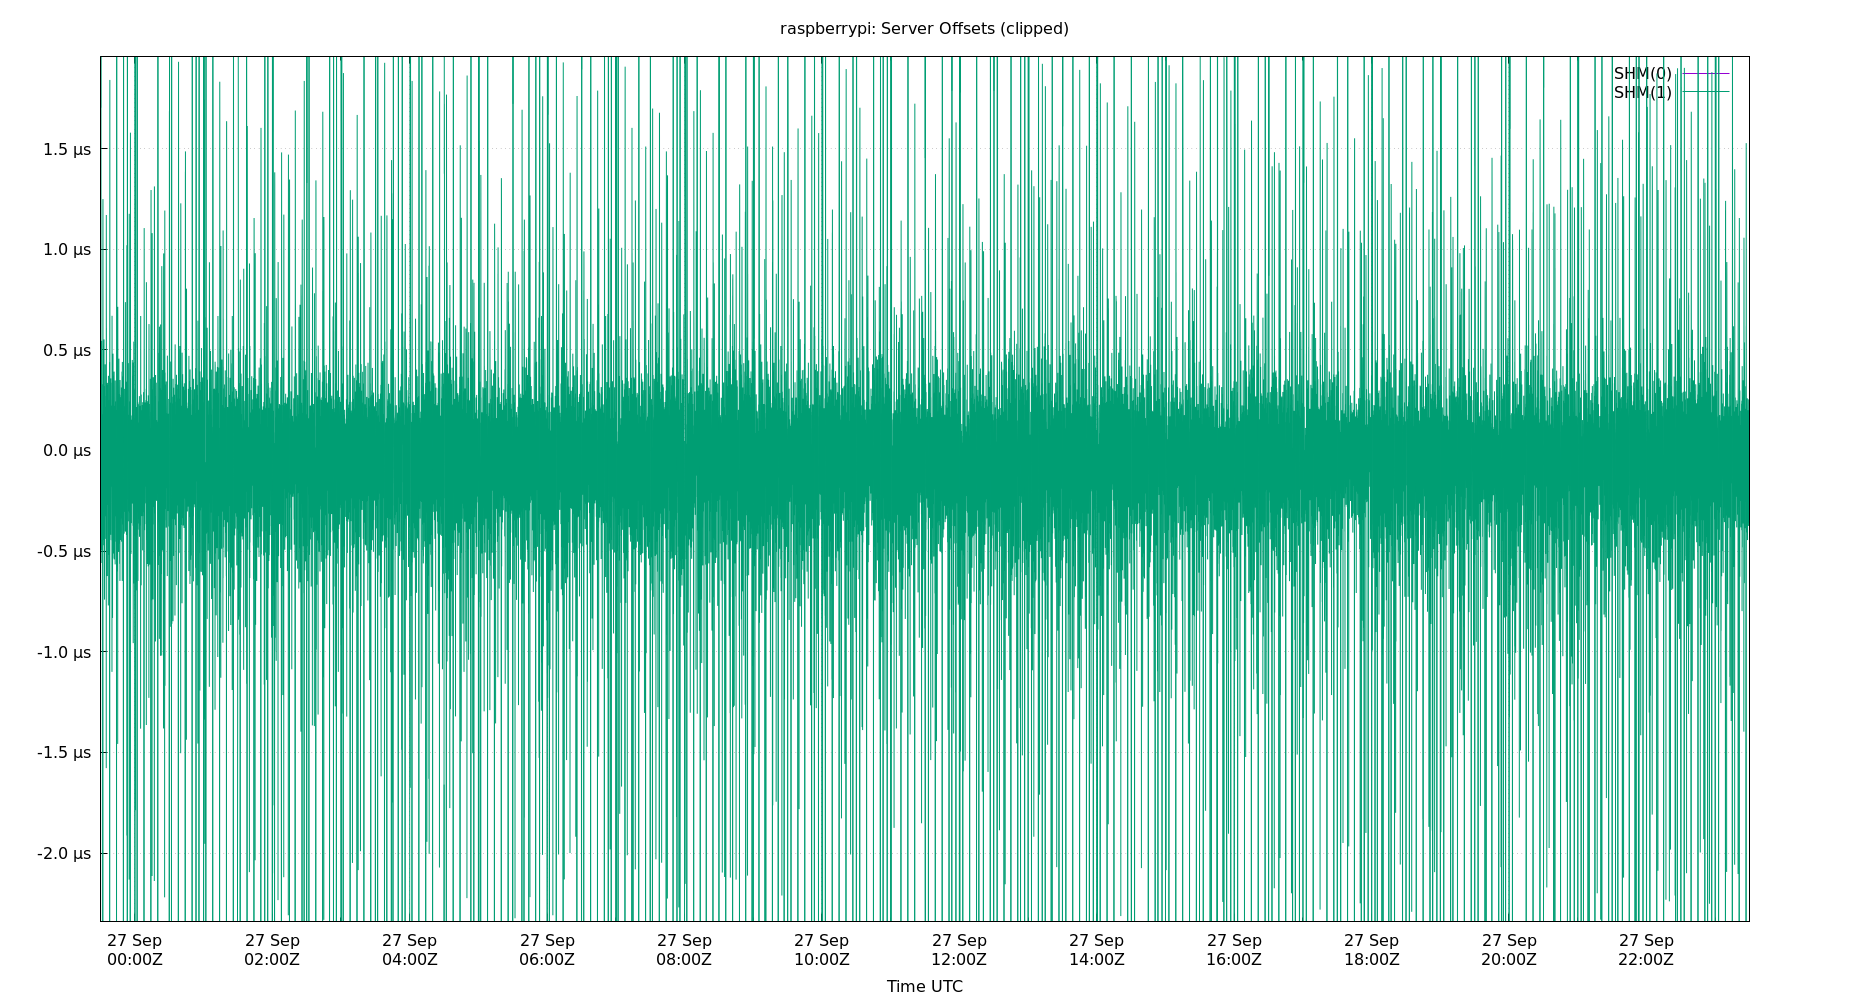 raspberrypi: Server Offsets (clipped)
SHM(0)
SHM(1)
1.5 µs
1.0 µs
0.5 µs
0.0 µs
-0.5 µs
-1.0 µs
-1.5 µs
-2.0 µs
27 Sep 27 Sep 27 Sep 27 Sep 27 Sep 27 Sep 27 Sep 27 Sep 27 Sep 27 Sep 27 Sep 27 Sep
00:00Z 02:00Z 04:00Z 06:00Z 08:00Z 10:00Z 12:00Z 14:00Z 16:00Z 18:00Z 20:00Z 22:00Z
Time UTC